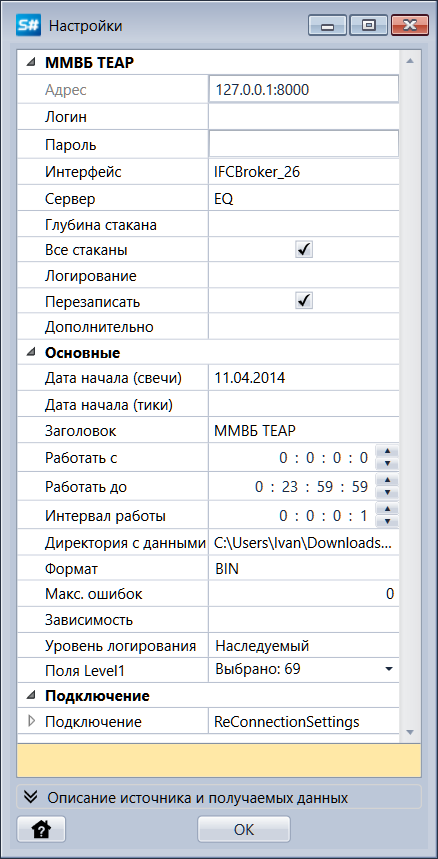 S# Настройки
ММВБ ТЕАР
Адрес 127.0.0.1:8000
Логин
Пароль
Интерфейс IFCBroker_26
Сервер EQ
Глубина стакана
Все стаканы
Логирование
Перезаписать
Дополнительно
Основные
Дата начала (свечи) 11.04.2014
Дата начала (тики)
Заголовок ММВБ ТЕАР
Работать с 0 : 0 : 0 : 0
Работать до 0 : 23 : 59 : 59
Интервал работы 0 : 0 : 0 : 1
Директория с данными C:\Users\Ivan\Downloads...
Формат BIN
Макс. ошибок 0
Зависимость
Уровень логирования Наследуемый
Поля Level1 Выбрано: 69
Подключение
Подключение ReConnectionSettings
Описание источника и получаемых данных
? OK